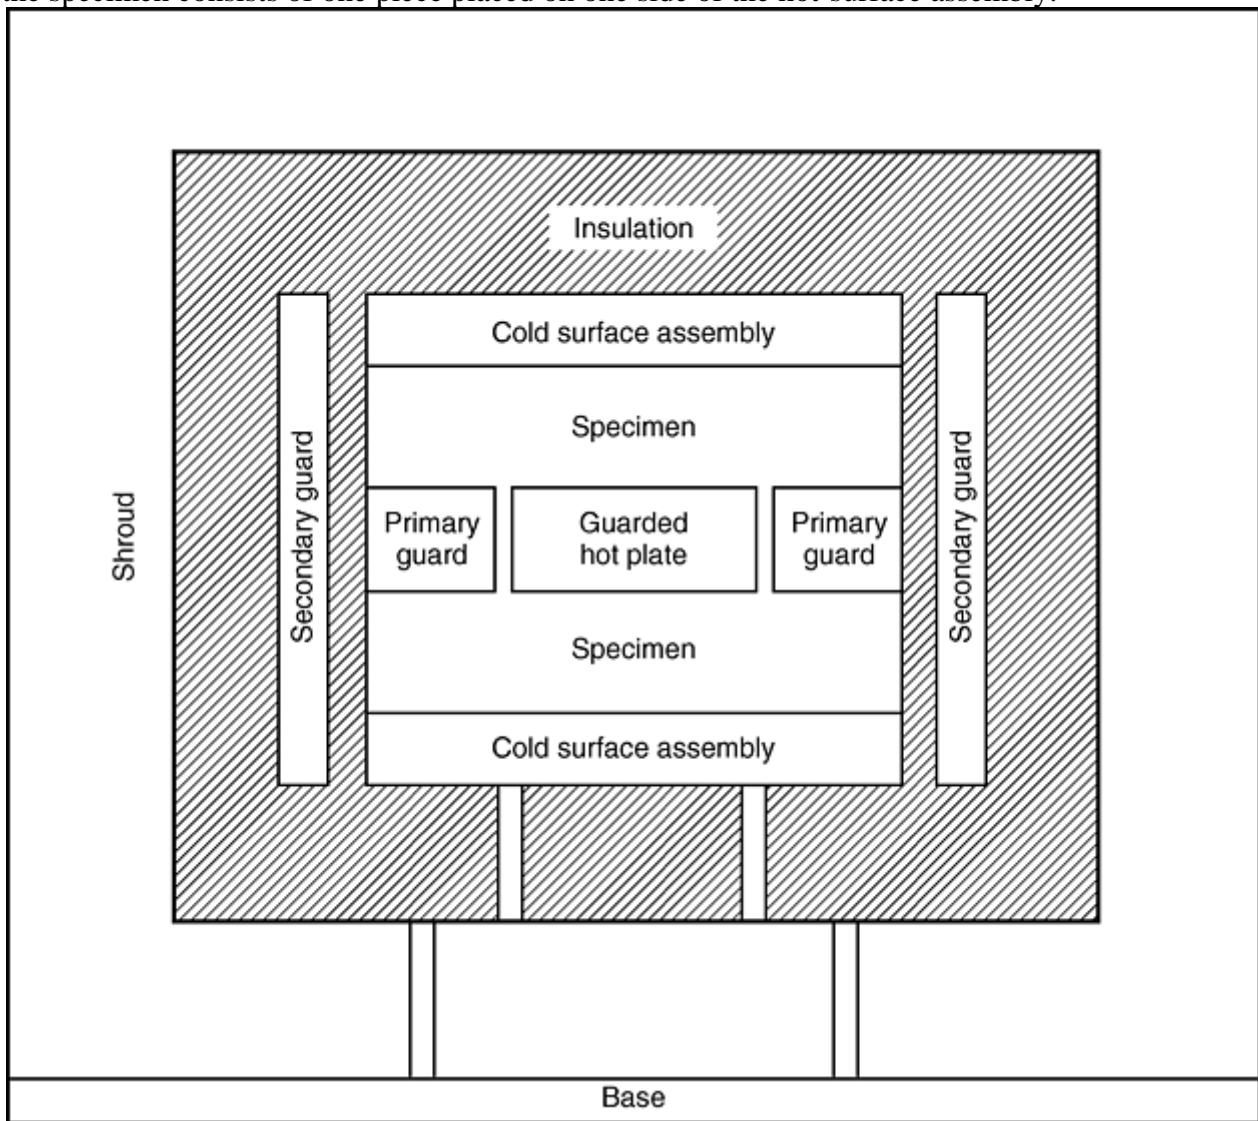 the specimen consists of one piece placed on one side of the hot surface assembly.
Insulation
Cold surface assembly
Specimen
Shroud
Secondary guard
Primary
guard
Guarded
hot plate
Primary
guard
Secondary guard
Specimen
Cold surface assembly
Base